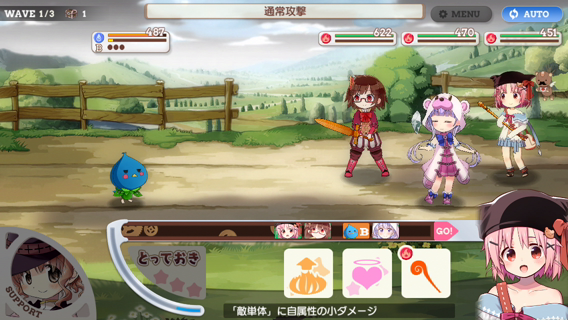 WAVE 1/3
1
通常攻撃
MENU
AUTO
487
B
622
470
451
B
GO!
とっておき
SUPPORT
「敵単体」に自属性の小ダメージ